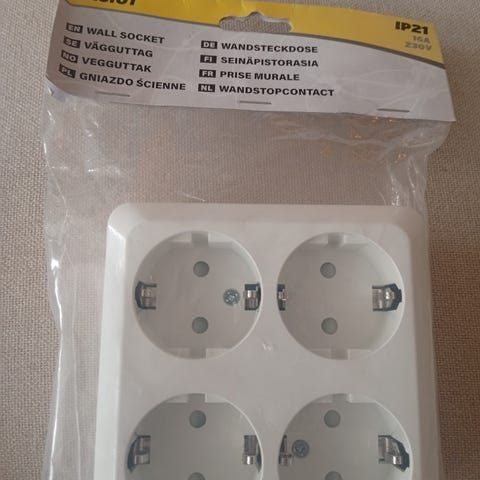 IP21
16A
230V
EN WALL SOCKET
SE VÄGGUTTAG
NO VEGGUTTAK
PL GNIAZDO ŚCIENNE
DE WANDSTECKDOSE
FI SEINÄPISTORASIA
FR PRISE MURALE
NL WANDSTOPCONTACT